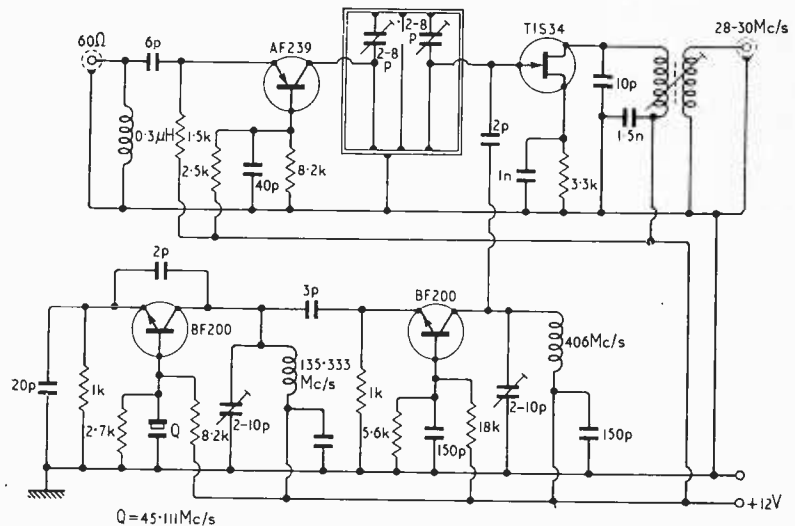 60Ω
6p
AF239
2-8
p
2-8
p
TIS34
28-30Mc/s
0·3µH
1·5k
2·5k
40p
8·2k
2p
1n
3·3k
10p
1·5n
2p
BF200
3p
BF200
406Mc/s
20p
1k
2·7k
Q
8·2k
2-10p
135·333
Mc/s
1k
5·6k
150p
18k
2-10p
150p
+12V
Q=45·111Mc/s